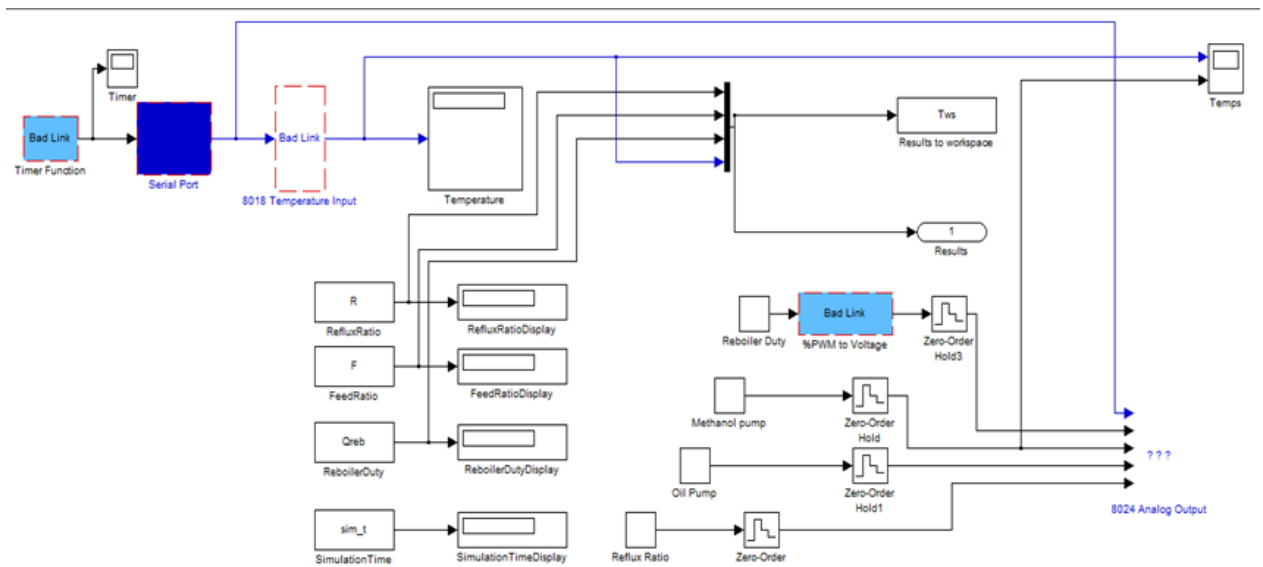 Timer
Bad Link
Timer Function
Serial Port
Bad Link
8018 Temperature Input
Temperature
Temps
Tws
Results to workspace
1
Results
R
RefluxRatio
RefluxRatioDisplay
F
FeedRatio
FeedRatioDisplay
Qreb
ReboilerDuty
ReboilerDutyDisplay
sim_t
SimulationTime
SimulationTimeDisplay
Reboiler Duty
Bad Link
%PWM to Voltage
Zero-Order
Hold3
Methanol pump
Zero-Order
Hold
Oil Pump
Zero-Order
Hold1
Reflux Ratio
Zero-Order
? ? ?
8024 Analog Output